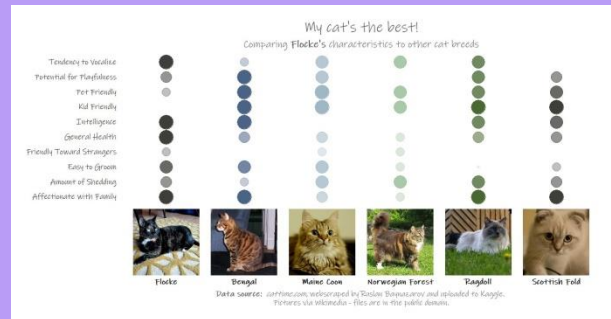 My cat's the best!
Comparing Flocke's characteristics to other cat breeds
Tendency to Vocalize
Potential for Playfulness
Pet Friendly
Kid Friendly
Intelligence
General Health
Friendly Toward Strangers
Easy to Groom
Amount of Shedding
Affectionate with Family
Flocke Bengal Maine Coon Norwegian Forest Ragdoll Scottish Fold
Data source: cattime.com, webscraped by Ruslan Baynazarov and uploaded to Kaggle.
Pictures via Wikimedia - files are in the public domain.